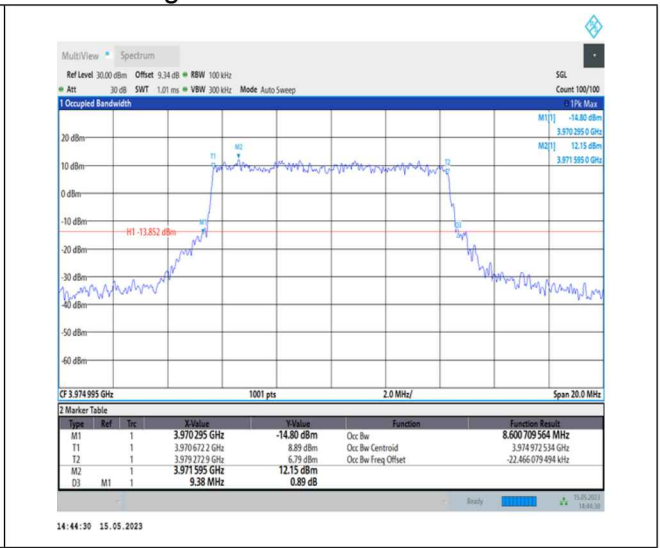 MultiView Spectrum
Ref Level 30.00 dBm Offset 9.34 dB RBW 100 kHz SGL
Att 30 dB SWT 1.01 ms VBW 300 kHz Mode Auto Sweep Count 100/100
1 Occupied Bandwidth 1Pk Max
M1[1] -14.80 dBm
3.970 295 0 GHz
M2[1] 12.15 dBm
3.971 595 0 GHz
20 dBm
M2
T1
T2
10 dBm
0 dBm
-10 dBm
M1
D3
H1 -13.852 dBm
-20 dBm
-30 dBm
-40 dBm
-50 dBm
-60 dBm
CF 3.974 995 GHz 1001 pts 2.0 MHz/ Span 20.0 MHz
2 Marker Table
Type Ref Trc X-Value Y-Value Function Function Result
M1 1 3.970 295 GHz -14.80 dBm Occ Bw 8.600 709 564 MHz
T1 1 3.970 672 2 GHz 8.89 dBm Occ Bw Centroid 3.974 972 534 GHz
T2 1 3.979 272 9 GHz 6.79 dBm Occ Bw Freq Offset -22.466 079 494 kHz
M2 1 3.971 595 GHz 12.15 dBm
D3 M1 1 9.38 MHz 0.89 dB
Ready 15.05.2023
14:44:30
14:44:30 15.05.2023